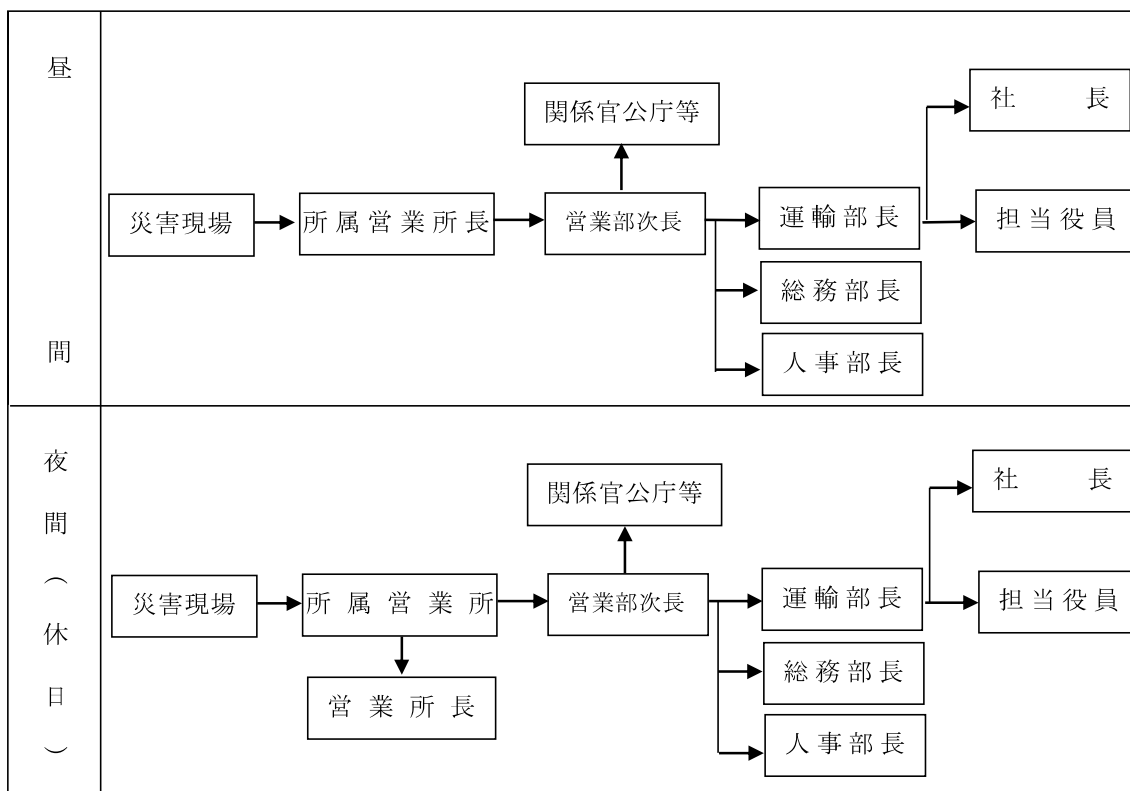 昼間
関係官公庁等
社長
災害現場
所属営業所長
営業部次長
運輸部長
担当役員
総務部長
人事部長
夜間(休日)
関係官公庁等
社長
災害現場
所属営業所
営業部次長
運輸部長
担当役員
総務部長
営業所長
人事部長